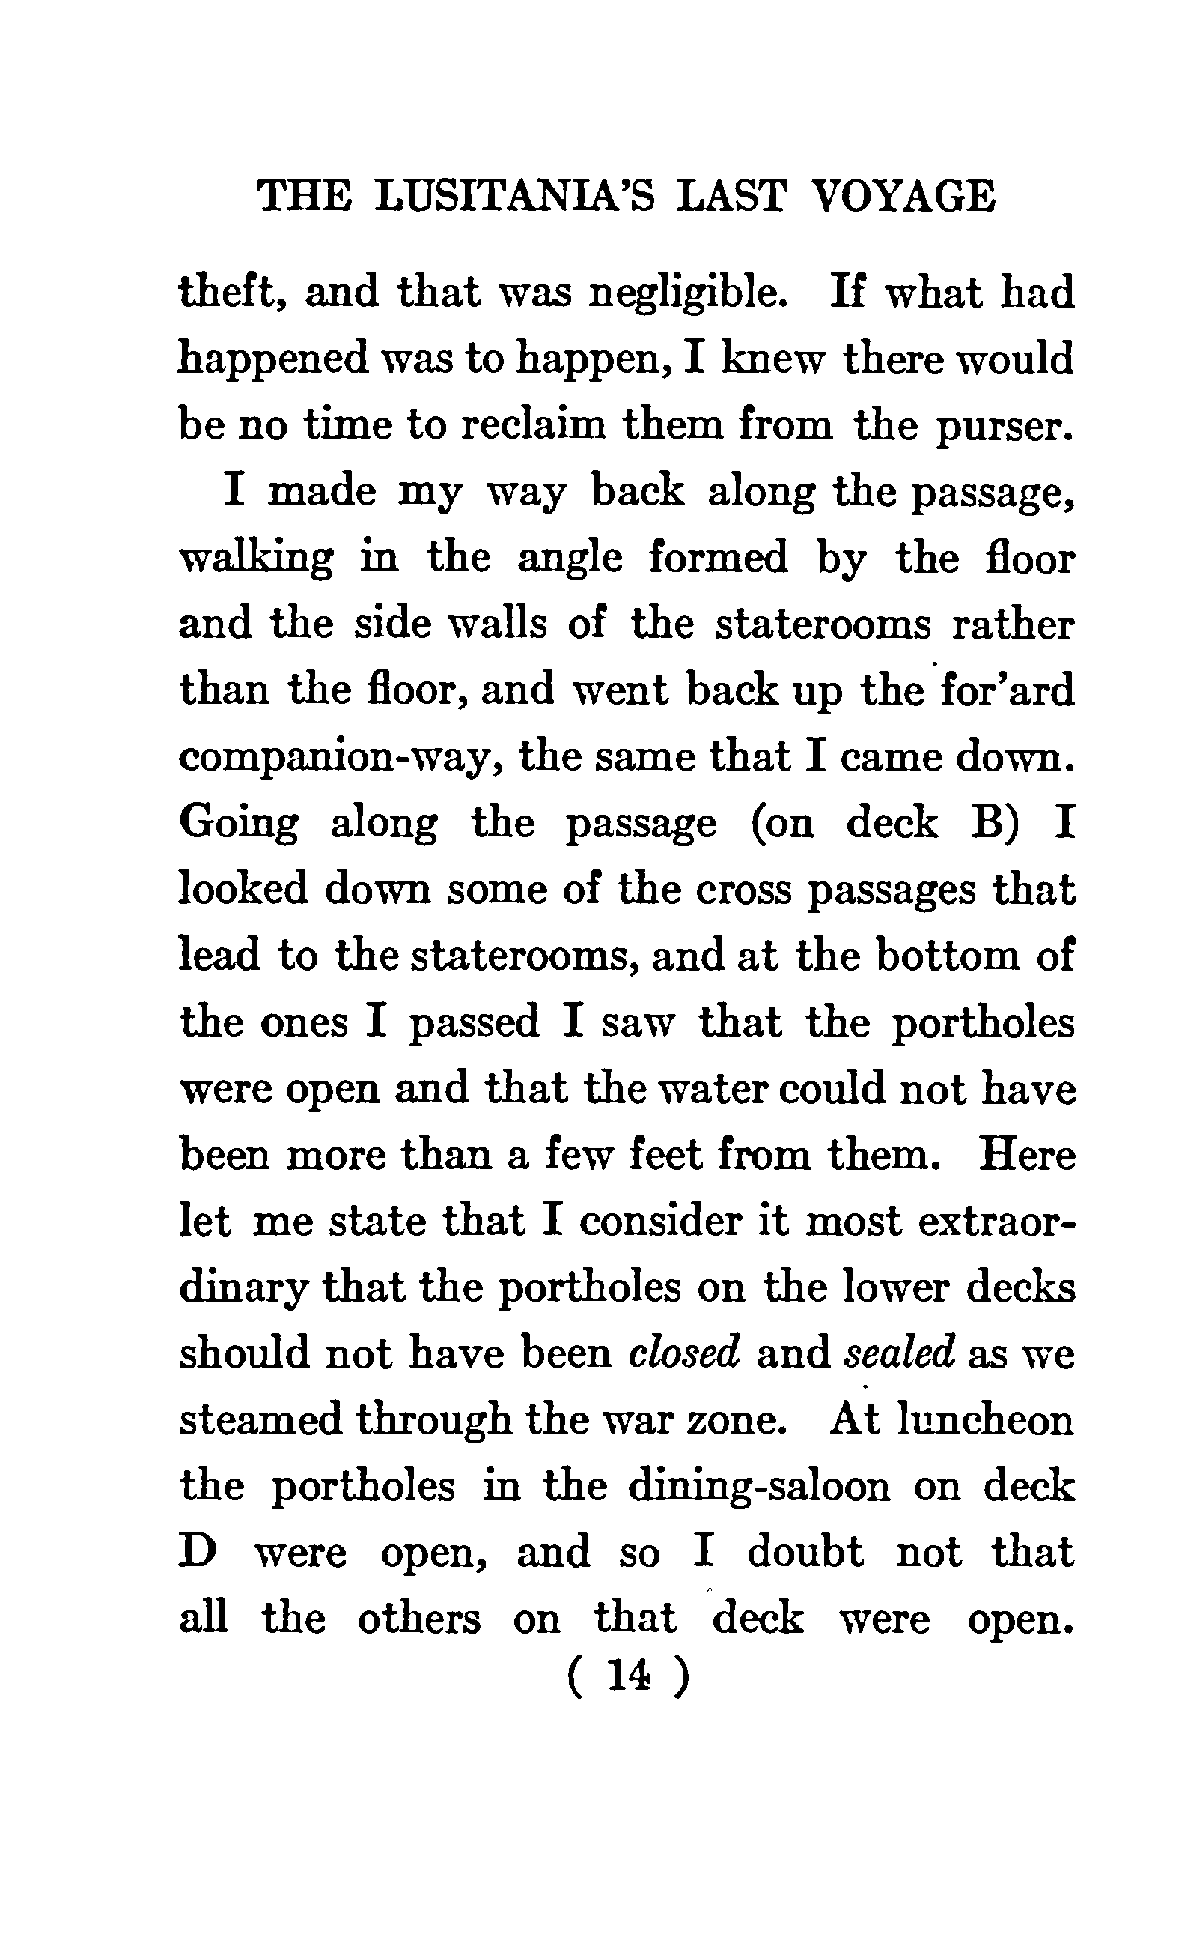 THE LUSITANIA'S LAST VOYAGE
theft, and that was negligible. If what had
happened was to happen, I knew there would
be no time to reclaim them from the purser.
I made my way back along the passage,
walking in the angle formed by the floor
and the side walls of the staterooms rather
than the floor, and went back up the for'ard
companion-way, the same that I came down.
Going along the passage (on deck B) I
looked down some of the cross passages that
lead to the staterooms, and at the bottom of
the ones I passed I saw that the portholes
were open and that the water could not have
been more than a few feet from them. Here
let me state that I consider it most extraor-
dinary that the portholes on the lower decks
should not have been closed and sealed as we
steamed through the war zone. At luncheon
the portholes in the dining-saloon on deck
D were open, and so I doubt not that
all the others on that deck were open.
( 14 )